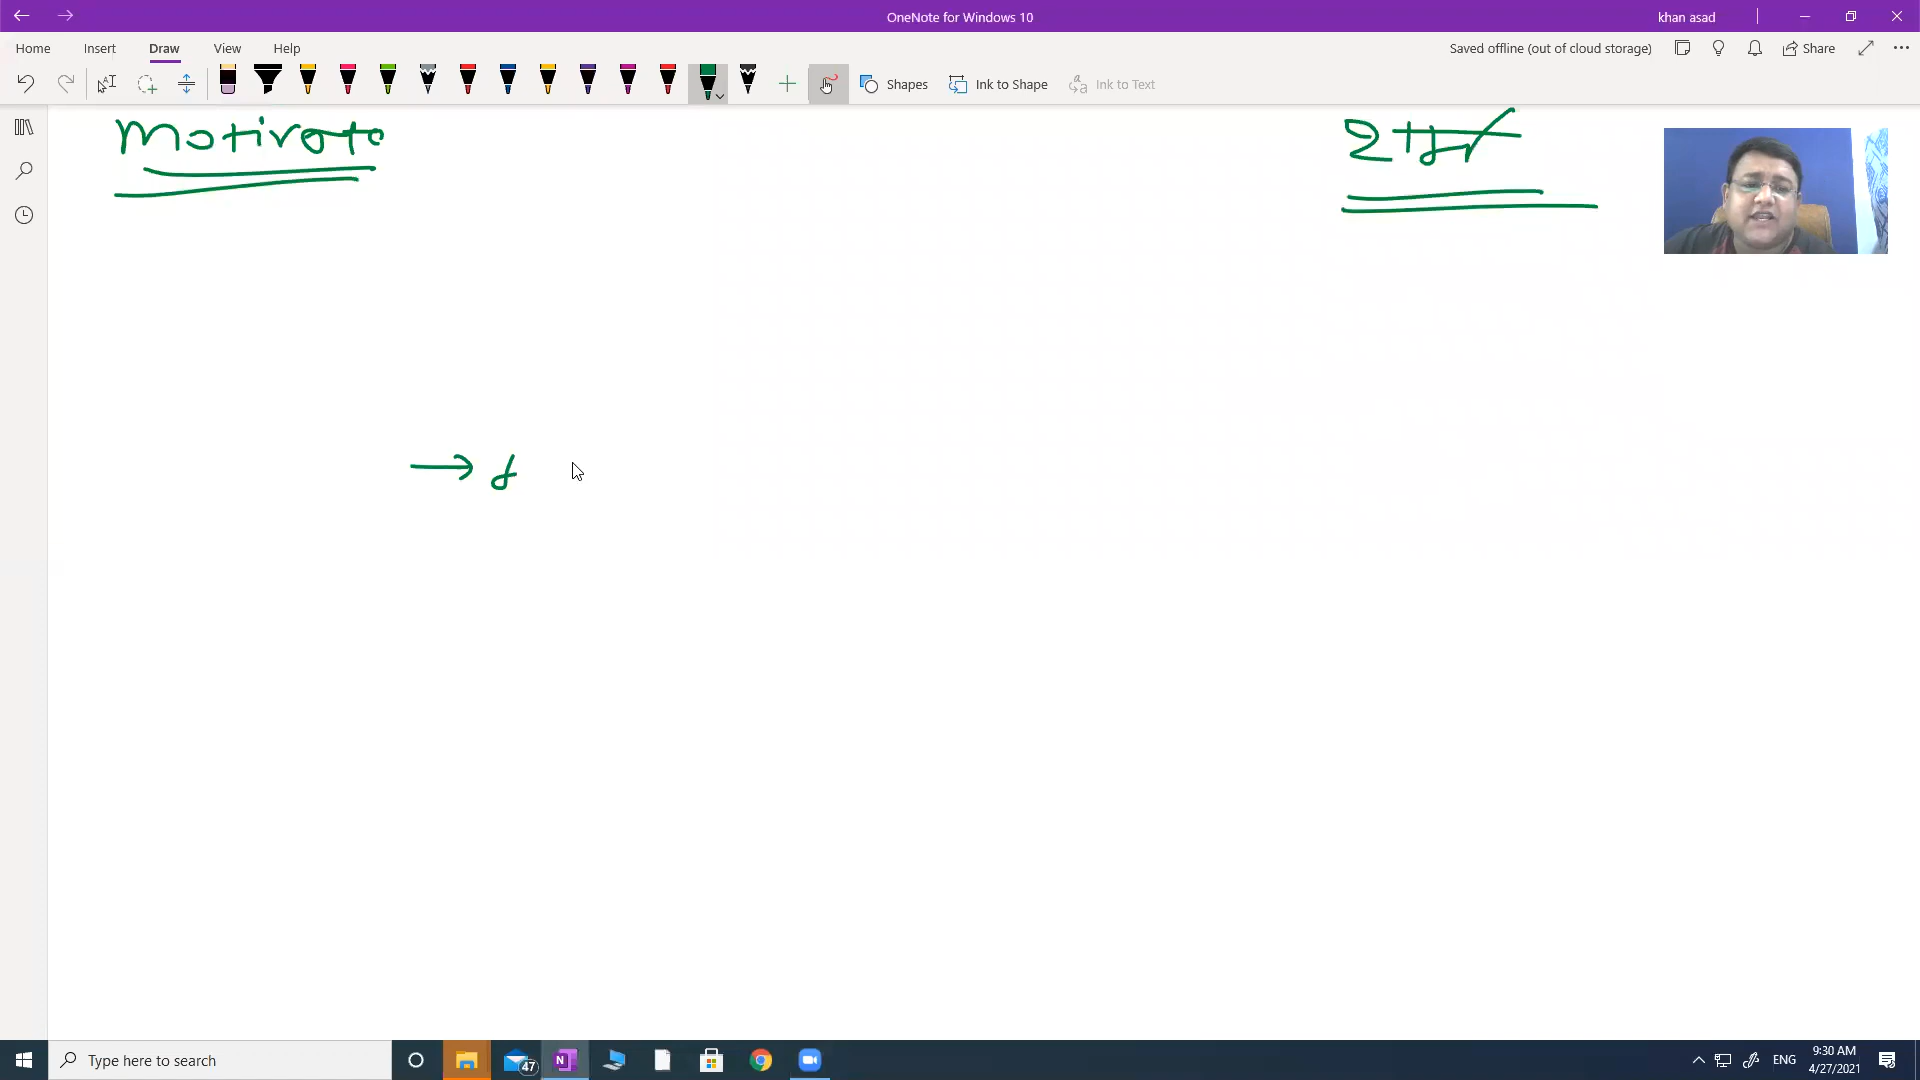 OneNote for Windows 10
khan asad
Home Insert Draw View Help
Saved offline (out of cloud storage)
Share
Shapes
Ink to Shape
Ink to Text
Motivate
→ d
Type here to search
47
N
ENG
9:30 AM
4/27/2021